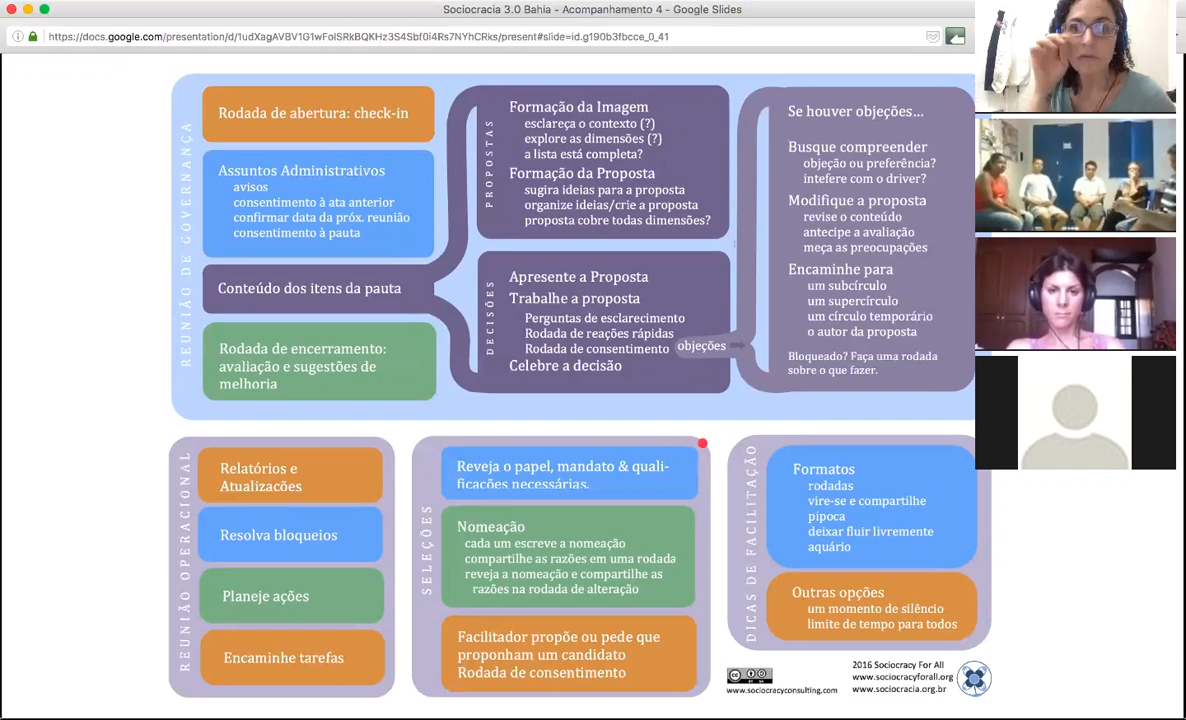 Sociocracia 3.0 Bahia - Acompanhamento 4 - Google Slides
https://docs.google.com/presentation/d/1udXagAVBV1G1wFoISRkBQKHz3S4Sbf0i4Rs7NYhCRks/present#slide=id.g190b3fbcce_0_41
REUNIÃO DE GOVERNANÇA
Rodada de abertura: check-in
Assuntos Administrativos
avisos
consentimento à ata anterior
confirmar data da próx. reunião
consentimento à pauta
Conteúdo dos itens da pauta
Rodada de encerramento:
avaliação e sugestões de
melhoria
PROPOSTAS
Formação da Imagem
esclareça o contexto (?)
explore as dimensões (?)
a lista está completa?
Formação da Proposta
sugira ideias para a proposta
organize ideias/crie a proposta
proposta cobre todas dimensões?
DECISÕES
Apresente a Proposta
Trabalhe a proposta
Perguntas de esclarecimento
Rodada de reações rápidas
Rodada de consentimento
objeções
Celebre a decisão
Se houver objeções...
Busque compreender
objeção ou preferência?
intefere com o driver?
Modifique a proposta
revise o conteúdo
antecipe a avaliação
meça as preocupações
Encaminhe para
um subcírculo
um supercírculo
um círculo temporário
o autor da proposta
Bloqueado? Faça uma rodada
sobre o que fazer.
REUNIÃO OPERACIONAL
Relatórios e
Atualizacões
Resolva bloqueios
Planeje ações
Encaminhe tarefas
SELEÇÕES
Reveja o papel, mandato & quali-
ficações necessárias.
Nomeação
cada um escreve a nomeação
compartilhe as razões em uma rodada
reveja a nomeação e compartilhe as
razões na rodada de alteração
Facilitador propõe ou pede que
proponham um candidato
Rodada de consentimento
DICAS DE FACILITAÇÃO
Formatos
rodadas
vire-se e compartilhe
pipoca
deixar fluir livremente
aquário
Outras opções
um momento de silêncio
limite de tempo para todos
www.sociocracyconsulting.com
2016 Sociocracy For All
www.sociocracyforall.org
www.sociocracia.org.br